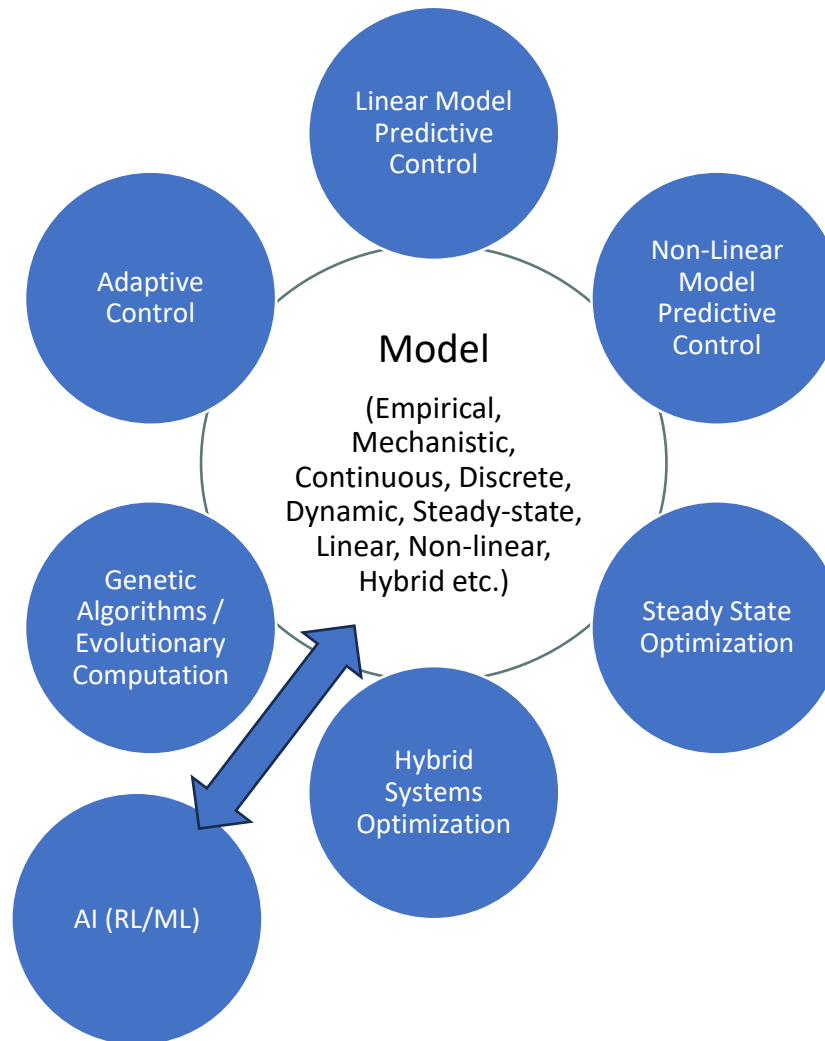 Linear Model
Predictive
Control
Adaptive
Control
Non-Linear
Model
Predictive
Control
Model
(Empirical,
Mechanistic,
Continuous, Discrete,
Dynamic, Steady-state,
Linear, Non-linear,
Hybrid etc.)
Genetic
Algorithms /
Evolutionary
Computation
Steady State
Optimization
Hybrid
Systems
Optimization
AI (RL/ML)